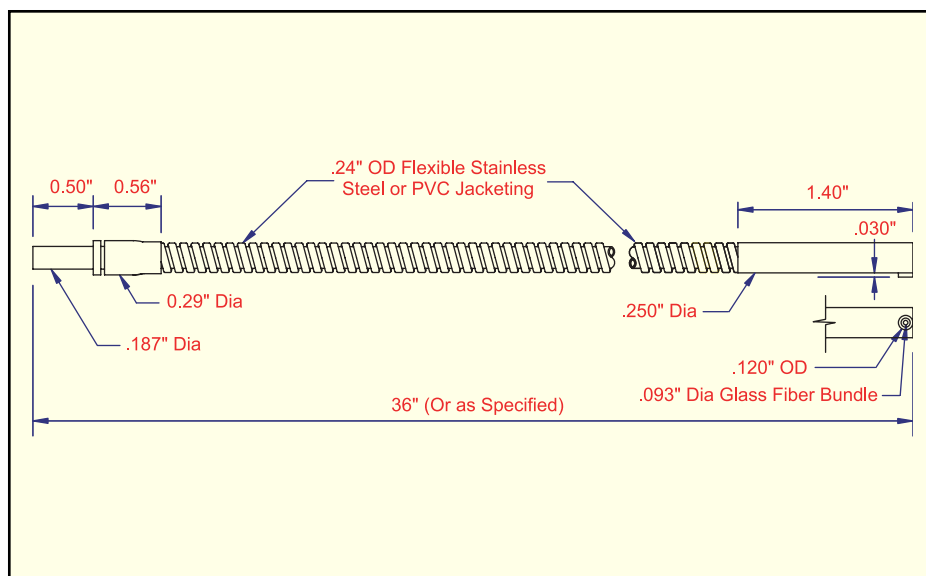 .24" OD Flexible Stainless
Steel or PVC Jacketing
0.50"
0.56"
1.40"
.030"
0.29" Dia
.250" Dia
.187" Dia
.120" OD
.093" Dia Glass Fiber Bundle
36" (Or as Specified)